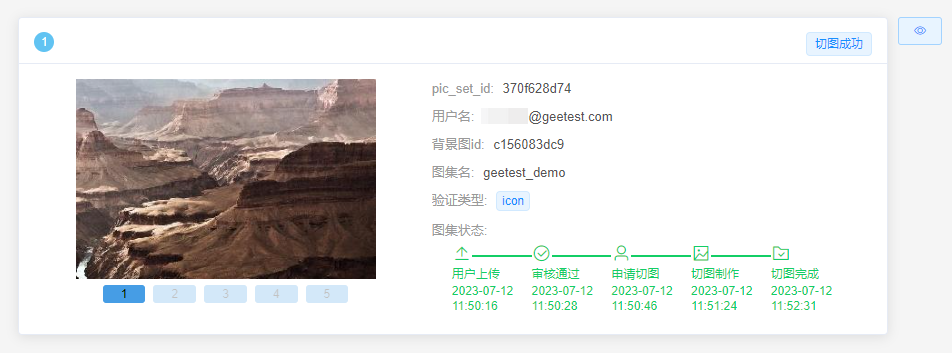 1
切图成功
pic_set_id: 370f628d74
用户名: @geetest.com
背景图id: c156083dc9
图集名: geetest_demo
验证类型: icon
图集状态:
用户上传 审核通过 申请切图 切图制作 切图完成
2023-07-12 2023-07-12 2023-07-12 2023-07-12 2023-07-12
11:50:16 11:50:28 11:50:46 11:51:24 11:52:31
1 2 3 4 5